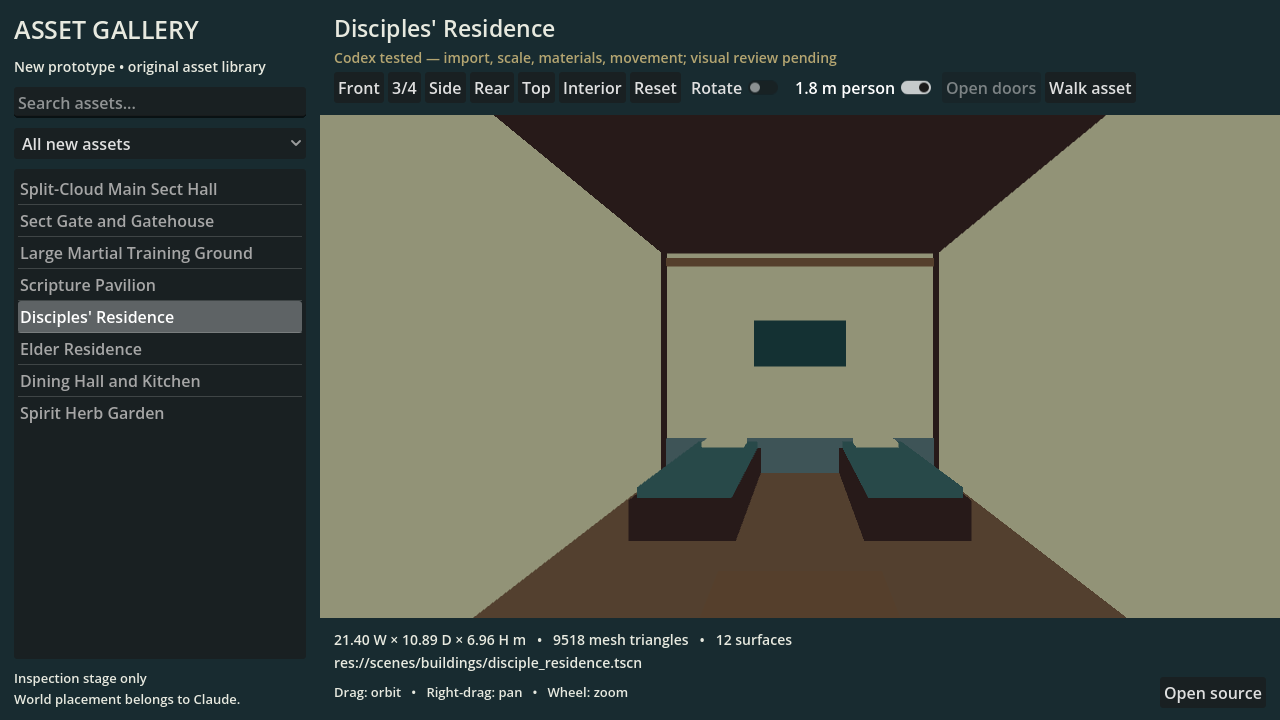 ASSET GALLERY
New prototype • original asset library
Search assets...
All new assets
Split-Cloud Main Sect Hall
Sect Gate and Gatehouse
Large Martial Training Ground
Scripture Pavilion
Disciples' Residence
Elder Residence
Dining Hall and Kitchen
Spirit Herb Garden
Inspection stage only
World placement belongs to Claude.
Disciples' Residence
Codex tested — import, scale, materials, movement; visual review pending
Front 3/4 Side Rear Top Interior Reset Rotate 1.8 m person Open doors Walk asset
21.40 W × 10.89 D × 6.96 H m • 9518 mesh triangles • 12 surfaces
res://scenes/buildings/disciple_residence.tscn
Drag: orbit • Right-drag: pan • Wheel: zoom
Open source